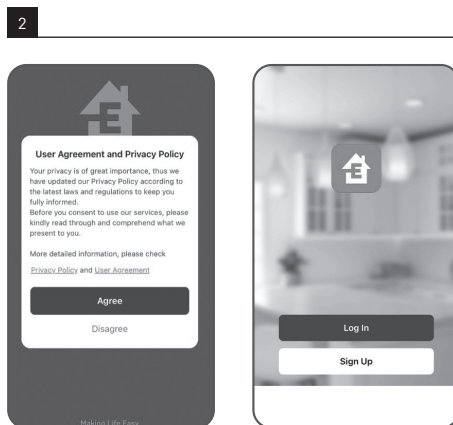 2
E
User Agreement and Privacy Policy
Your privacy is of great importance, thus we
have updated our Privacy Policy according to
the latest laws and regulations to keep you
fully informed.
Before you consent to use our services, please
kindly read through and comprehend what we
present to you.
More detailed information, please check
Privacy Policy and User Agreement
Agree
Disagree
Making Life Easy
E
Log In
Sign Up